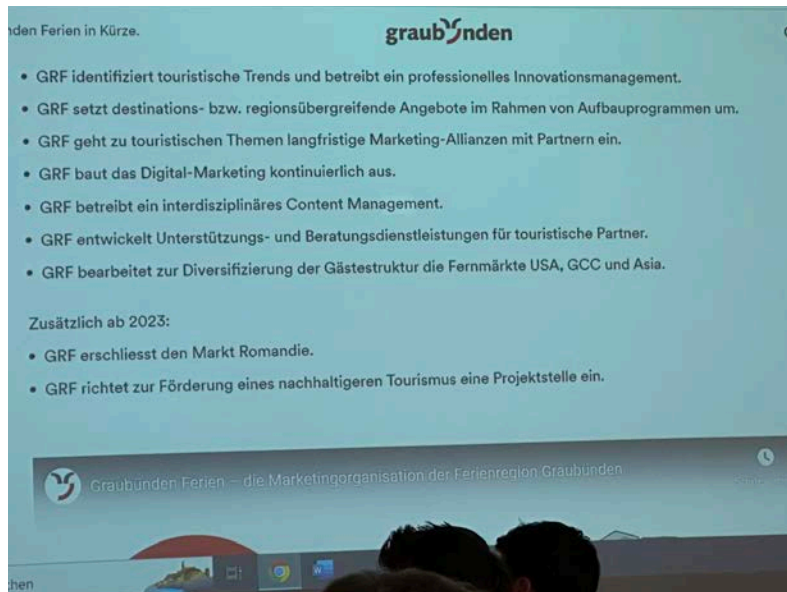 Ferien in Kürze.
graubünden
• GRF identifiziert touristische Trends und betreibt ein professionelles Innovationsmanagement.
• GRF setzt destinations- bzw. regionsübergreifende Angebote im Rahmen von Aufbauprogrammen um.
• GRF geht zu touristischen Themen langfristige Marketing-Allianzen mit Partnern ein.
• GRF baut das Digital-Marketing kontinuierlich aus.
• GRF betreibt ein interdisziplinäres Content Management.
• GRF entwickelt Unterstützungs- und Beratungsdienstleistungen für touristische Partner.
• GRF bearbeitet zur Diversifizierung der Gästestruktur die Fernmärkte USA, GCC und Asia.
Zusätzlich ab 2023:
• GRF erschliesst den Markt Romandie.
• GRF richtet zur Förderung eines nachhaltigeren Tourismus eine Projektstelle ein.
Graubünden Ferien – die Marketingorganisation der Ferienregion Graubünden